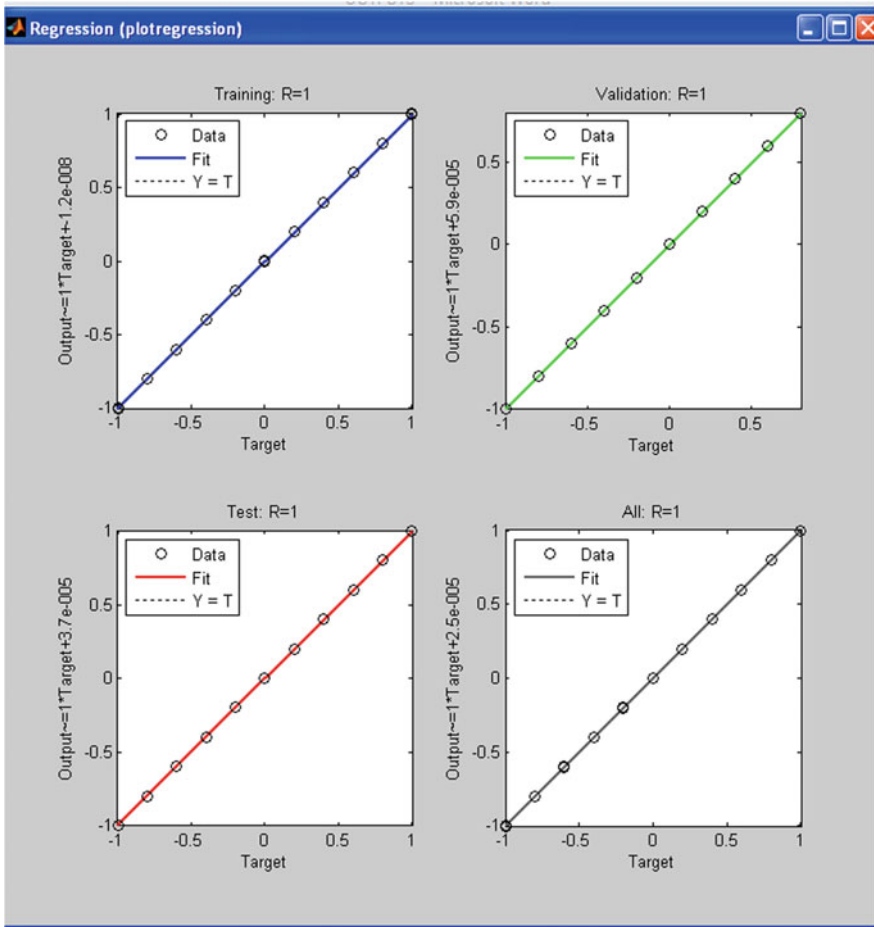 Regression (plotregression)
Training: R=1
Output~=1*Target+-1.2e-008
1
0.5
0
-0.5
-1
Data
Fit
Y = T
-1
-0.5
0
0.5
1
Target
Validation: R=1
Output~=1*Target+5.9e-005
0.5
0
-0.5
-1
Data
Fit
Y = T
-1
-0.5
0
0.5
Target
Test: R=1
Output~=1*Target+3.7e-005
1
0.5
0
-0.5
-1
Data
Fit
Y = T
-1
-0.5
0
0.5
1
Target
All: R=1
Output~=1*Target+2.5e-005
1
0.5
0
-0.5
-1
Data
Fit
Y = T
-1
-0.5
0
0.5
1
Target